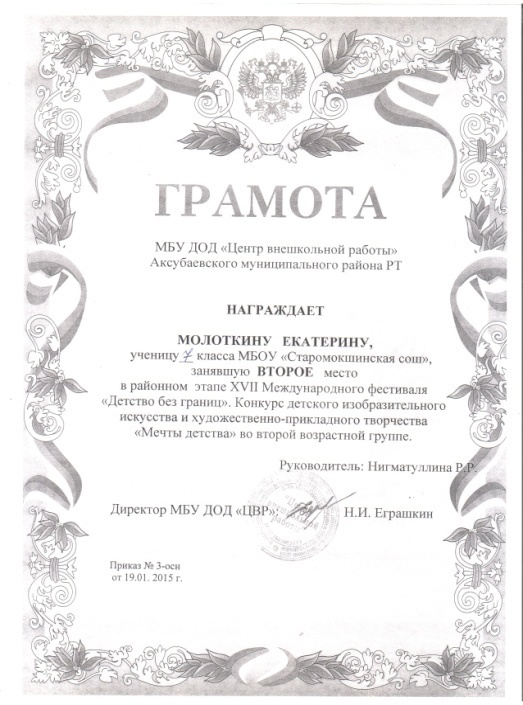 ГРАМОТА
МБУ ДОД «Центр внешкольной работы»
Аксубаевского муниципального района РТ
НАГРАЖДАЕТ
МОЛОТКИНУ ЕКАТЕРИНУ,
ученицу 7 класса МБОУ «Старомокшинская сош»,
занявшую ВТОРОЕ место
в районном этапе XVII Международного фестиваля
«Детство без границ». Конкурс детского изобразительного
искусства и художественно-прикладного творчества
«Мечты детства» во второй возрастной группе.
Руководитель: Нигматуллина Р.Р.
Директор МБУ ДОД «ЦВР»: Н.И. Еграшкин
Приказ № 3-осн
от 19.01. 2015 г.